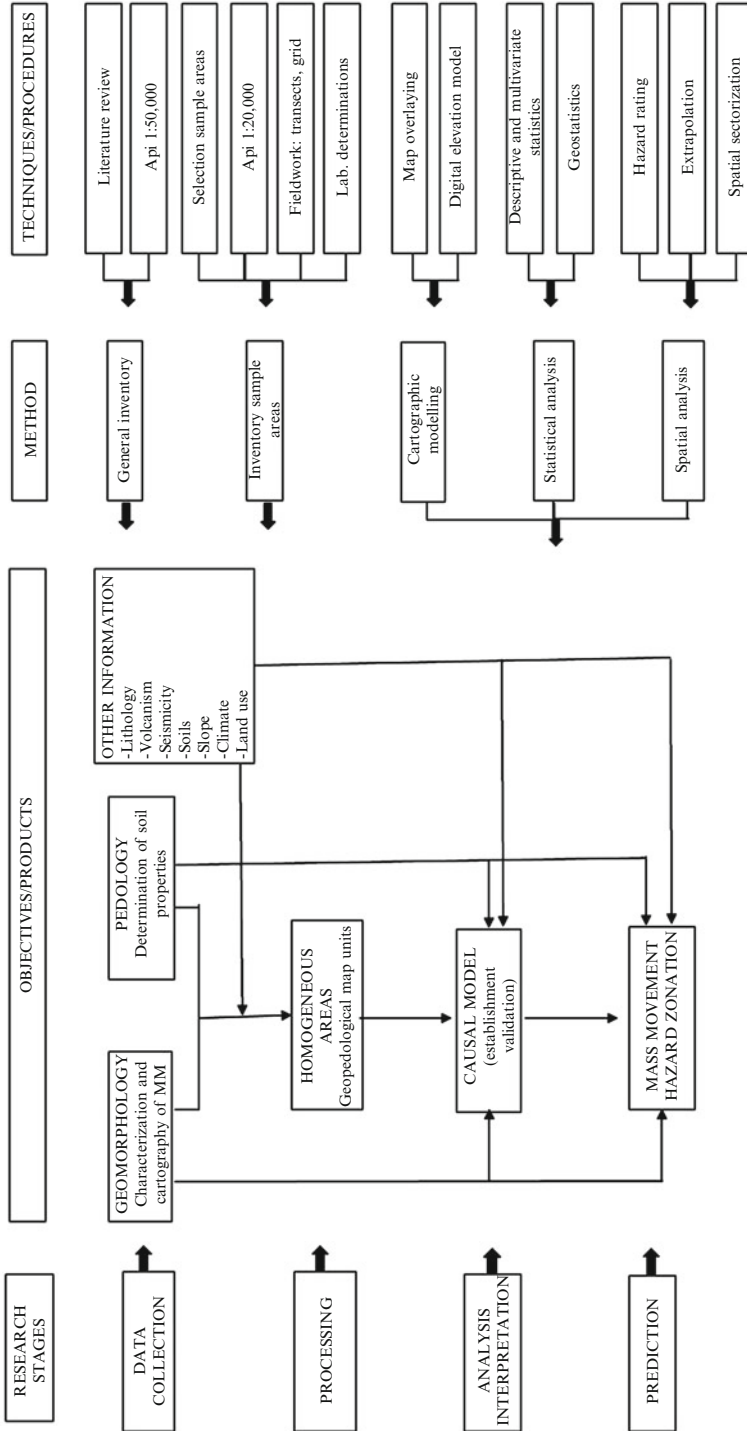 RESEARCH
STAGES
OBJECTIVES/PRODUCTS
METHOD
TECHNIQUES/PROCEDURES
DATA
COLLECTION
GEOMORPHOLOGY
Characterization and
cartography of MM
PEDOLOGY
Determination of soil
properties
OTHER INFORMATION
-Lithology
-Volcanism
-Seismicity
-Soils
-Slope
-Climate
-Land use
General inventory
Literature review
Api 1:50,000
Inventory sample
areas
Selection sample areas
Api 1:20,000
Fieldwork: transects, grid
Lab. determinations
PROCESSING
HOMOGENEOUS
AREAS
Geopedological map units
ANALYSIS
INTERPRETATION
CAUSAL MODEL
(establishment
validation)
Cartographic
modelling
Map overlaying
Digital elevation model
Statistical analysis
Descriptive and multivariate
statistics
Geostatistics
PREDICTION
MASS MOVEMENT
HAZARD ZONATION
Spatial analysis
Hazard rating
Extrapolation
Spatial sectorization